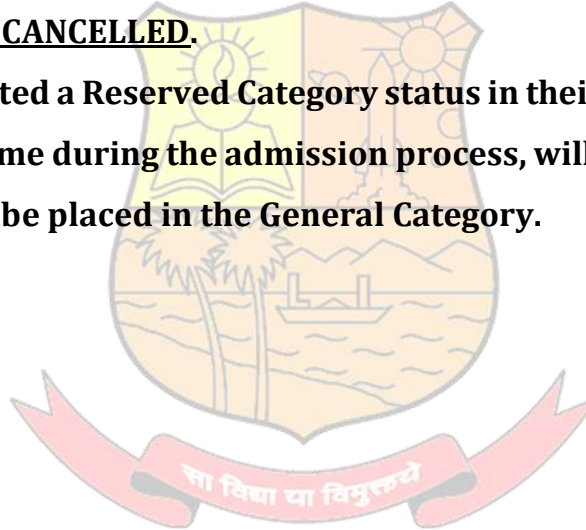 CANCELLED.
ted a Reserved Category status in thei
me during the admission process, will
be placed in the General Category.
सा विद्या या विमुक्तये